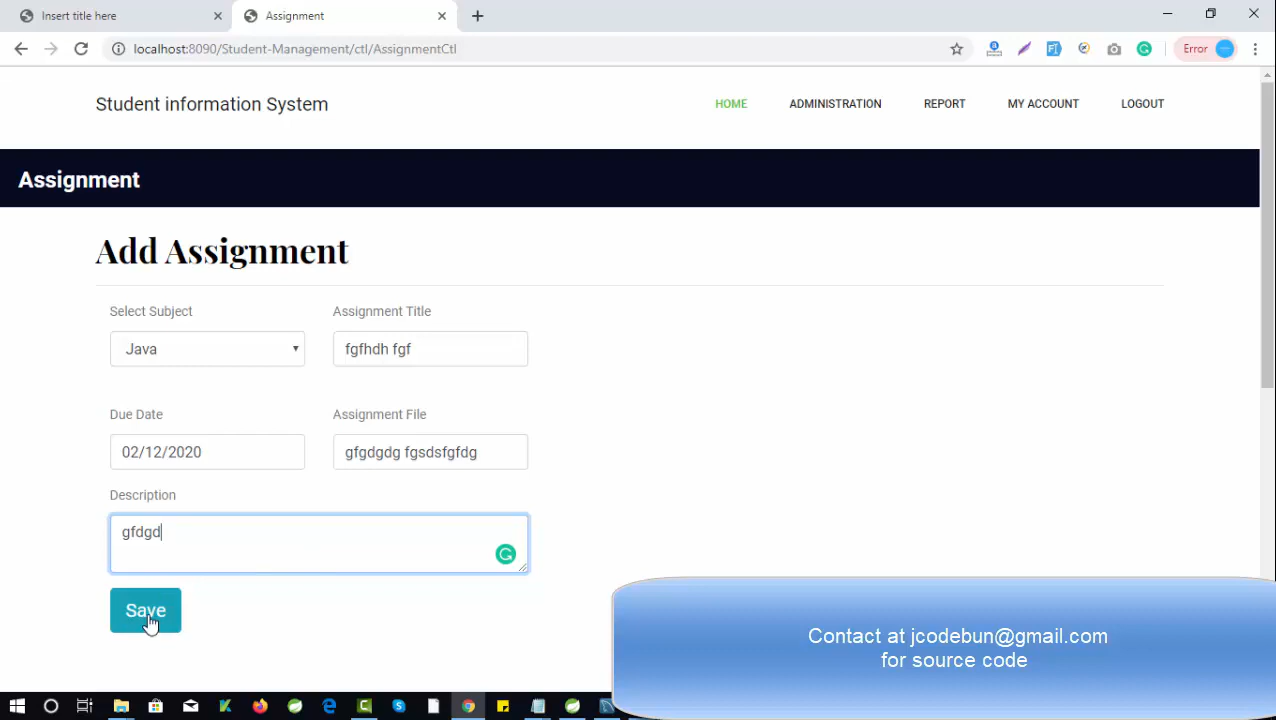 Insert title here
Assignment
localhost:8090/Student-Management/ctl/AssignmentCtl
Error
Student information System
HOME ADMINISTRATION REPORT MY ACCOUNT LOGOUT
Assignment
Add Assignment
Select Subject Assignment Title
Java fgfhdh fgf
Due Date Assignment File
02/12/2020 gfgdgdg fgsdsfgfdg
Description
gfdgd
Save
Contact at jcodebun@gmail.com
for source code